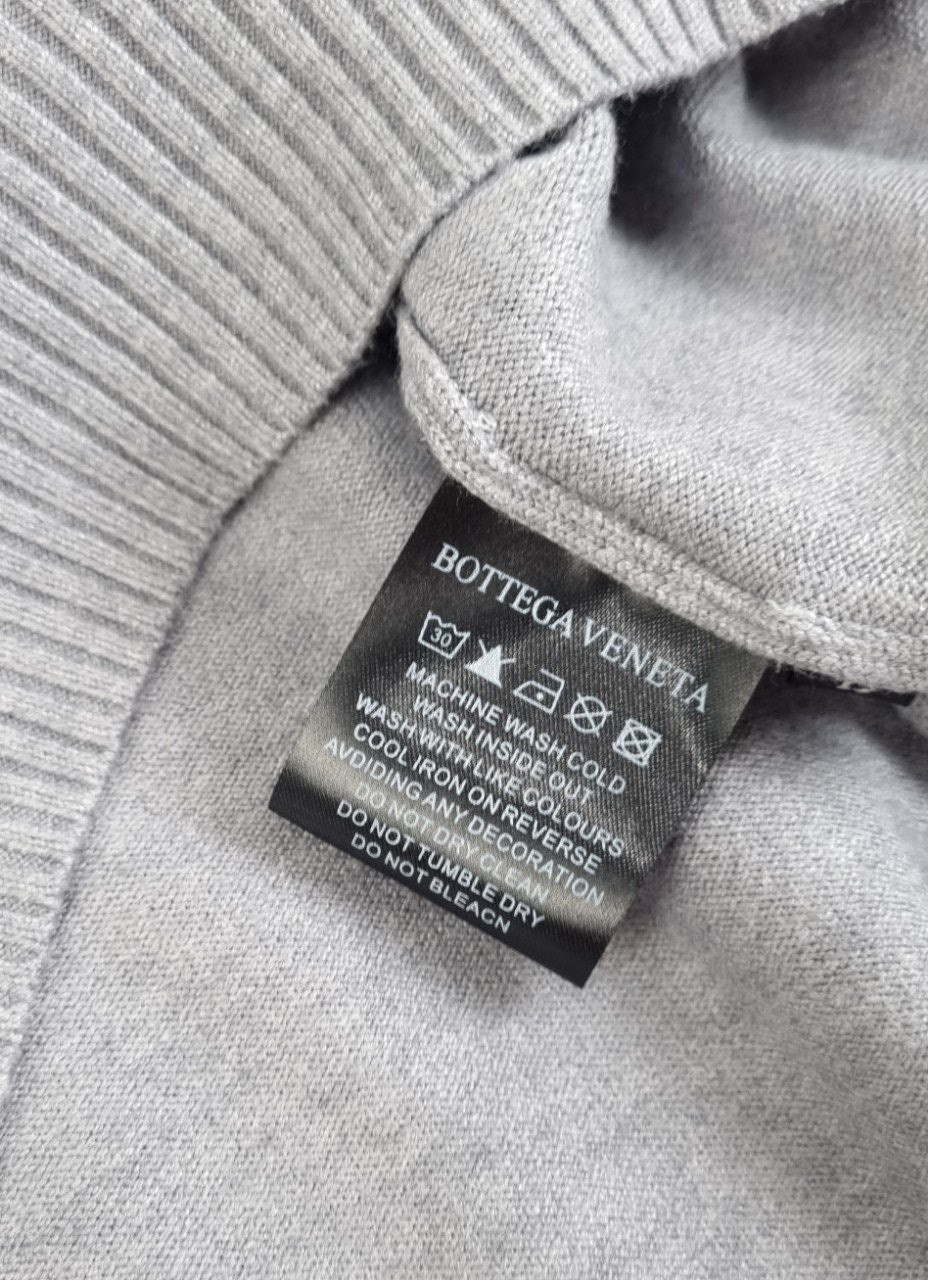 BOTTEGA VENETA
30
MACHINE WASH COLD
WASH INSIDE OUT
WASH WITH LIKE COLOURS
COOL IRON ON REVERSE
AVDIDING ANY DECORATION
DO NOT DRY CLEAN
DO NOT TUMBLE DRY
DO NOT BLEACN